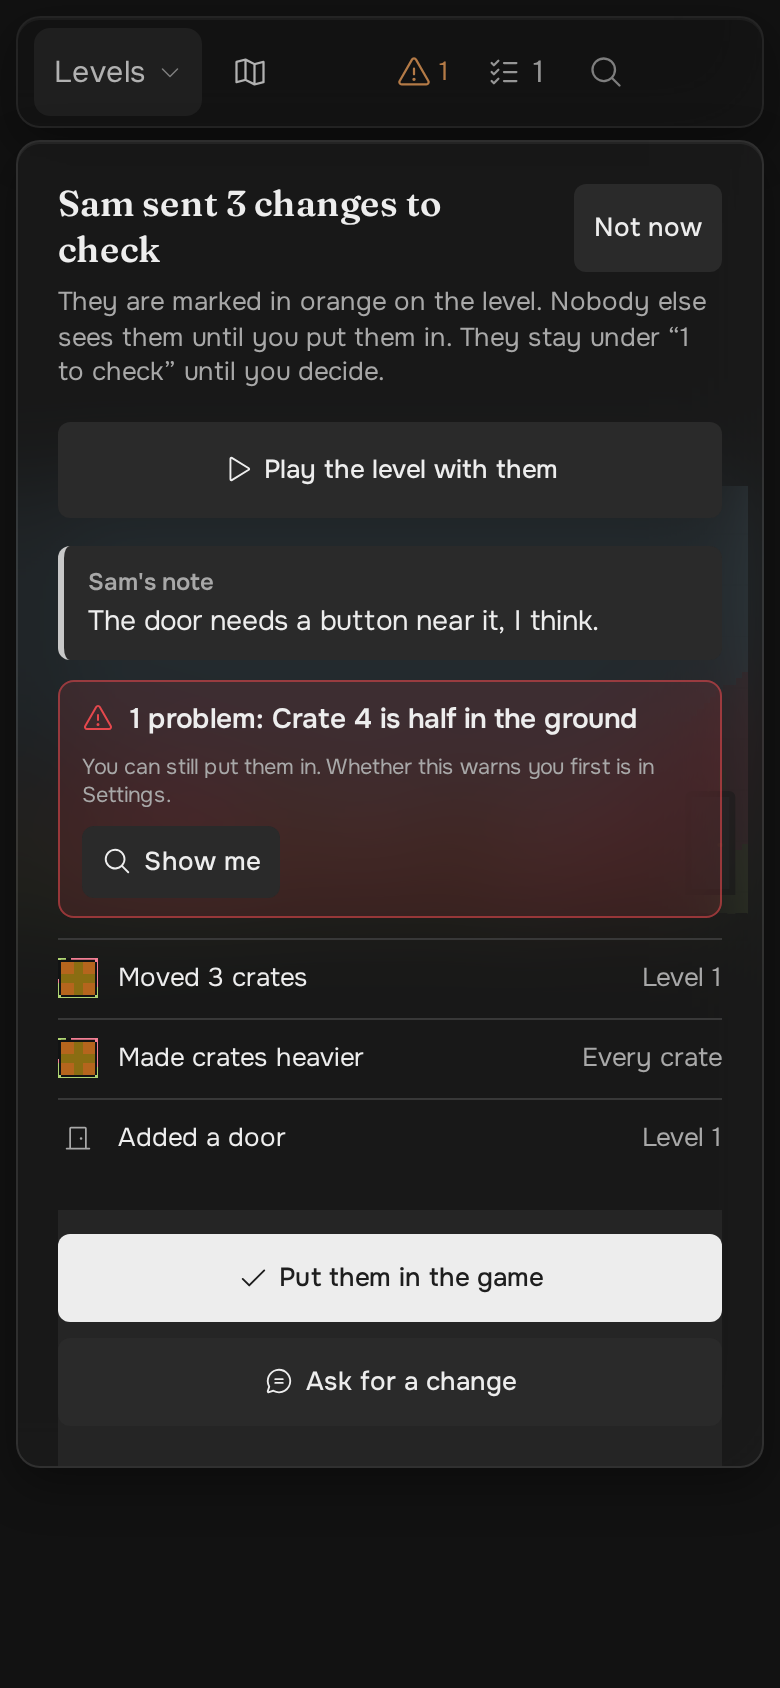 Levels
1
1
Sam sent 3 changes to
check
Not now
They are marked in orange on the level. Nobody else
sees them until you put them in. They stay under “1
to check” until you decide.
Play the level with them
Sam's note
The door needs a button near it, I think.
1 problem: Crate 4 is half in the ground
You can still put them in. Whether this warns you first is in
Settings.
Show me
Moved 3 crates Level 1
Made crates heavier Every crate
Added a door Level 1
Put them in the game
Ask for a change